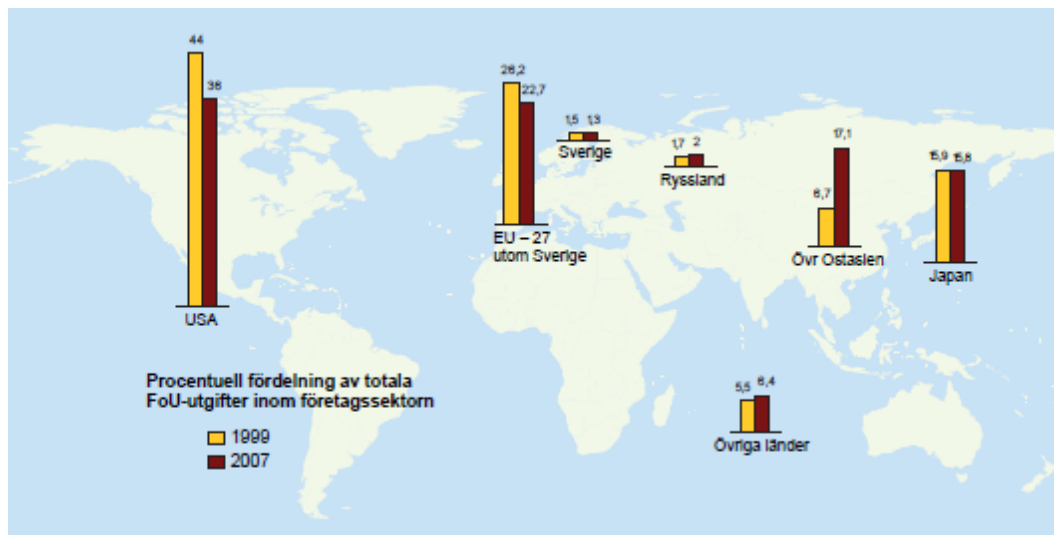 44
36
26,2
22,7
1,5 1,3
Sverige
1,7 2
Ryssland
17,1
6,7
15,9 15,8
EU – 27
utom Sverige
Övr Ostasien
Japan
USA
Procentuell fördelning av totala
FoU-utgifter inom företagssektorn
1999
2007
5,5 6,4
Övriga länder